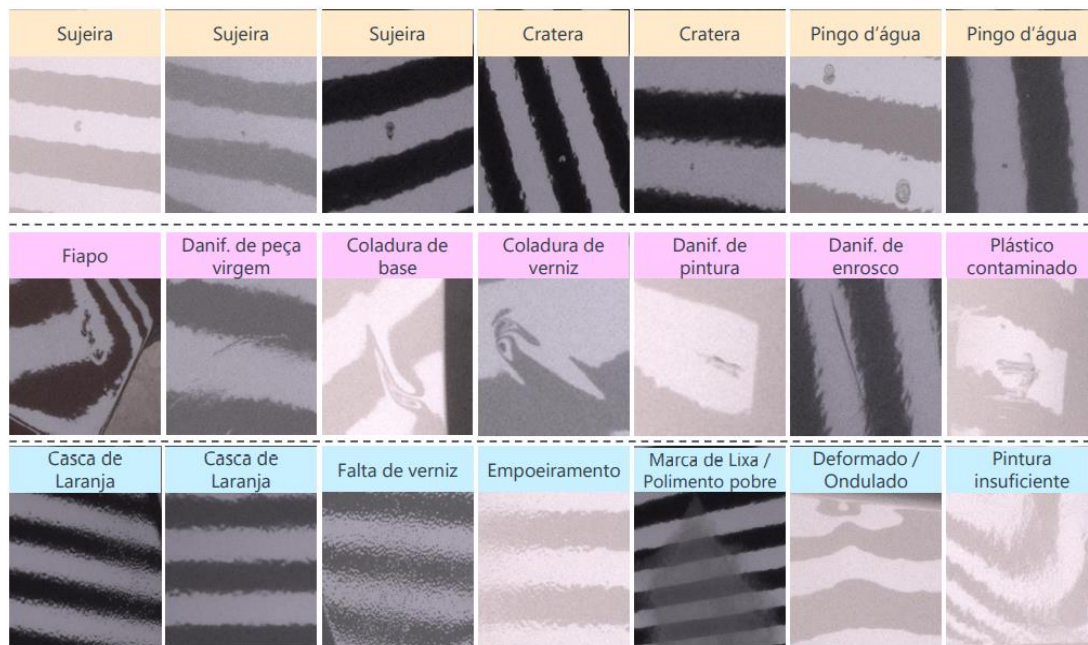 Sujeira
Sujeira
Sujeira
Cratera
Cratera
Pingo d'água
Pingo d'água
Fiapo
Danif. de peça
virgem
Coladura de
base
Coladura de
verniz
Danif. de
pintura
Danif. de
enrosco
Plástico
contaminado
Casca de
Laranja
Casca de
Laranja
Falta de verniz
Empoeiramento
Marca de Lixa /
Polimento pobre
Deformado /
Ondulado
Pintura
insuficiente